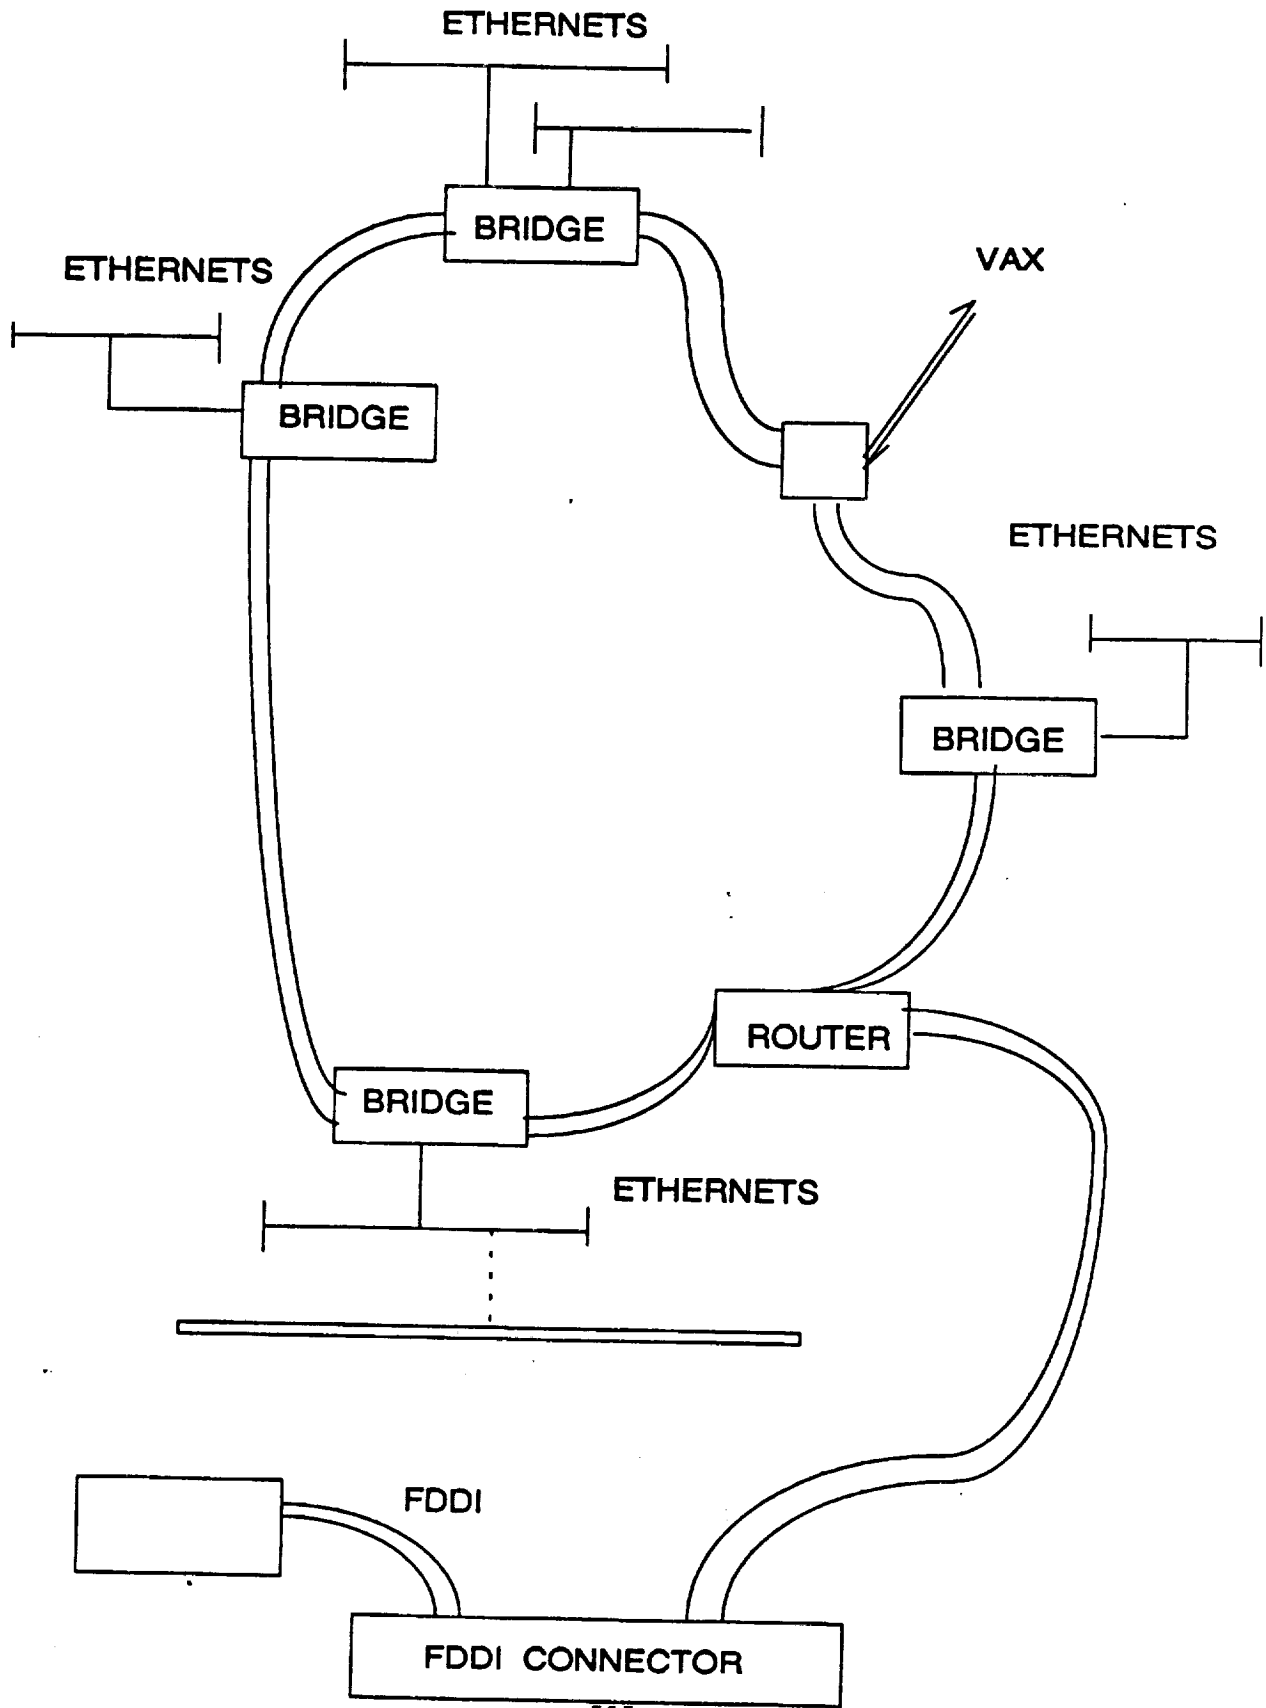 ETHERNETS
BRIDGE
ETHERNETS
VAX
BRIDGE
ETHERNETS
BRIDGE
ROUTER
BRIDGE
ETHERNETS
FDDI
FDDI CONNECTOR